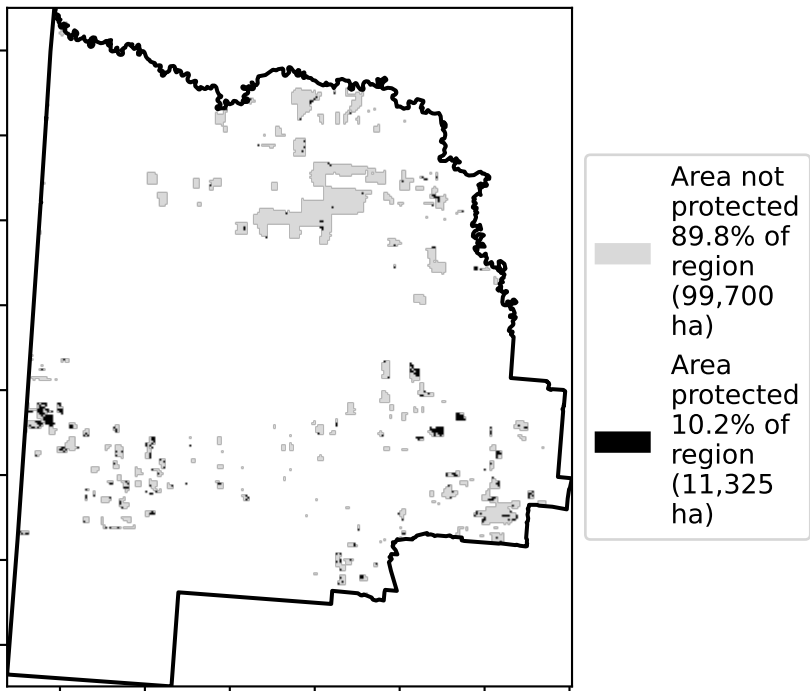 Area not
protected
89.8% of
region
(99,700
ha)
Area
protected
10.2% of
region
(11,325
ha)